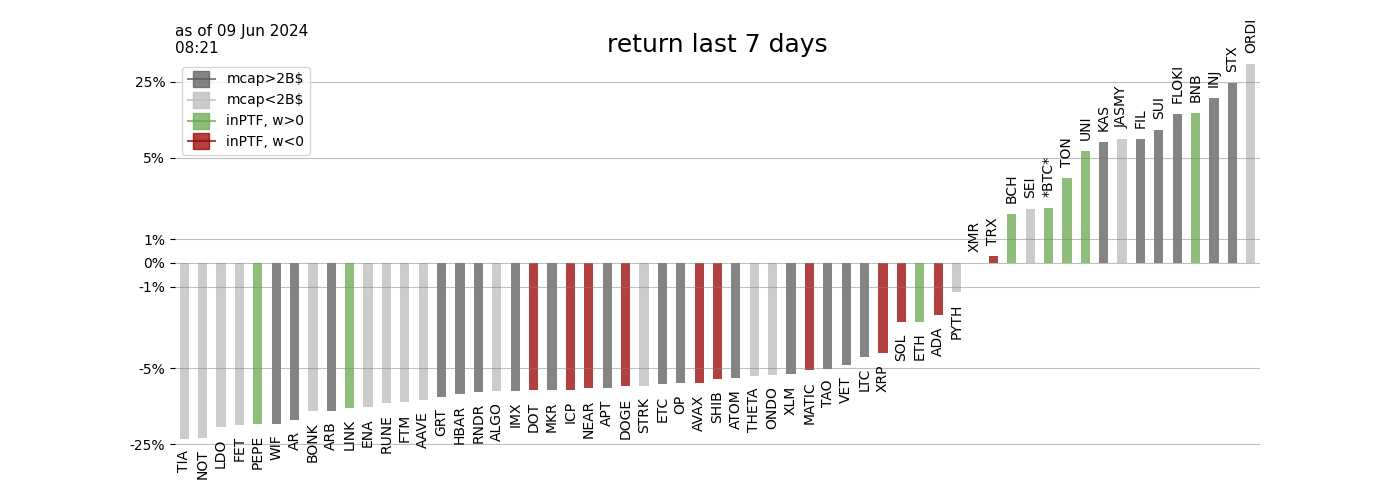 as of 09 Jun 2024
08:21
return last 7 days
mcap>2B$
mcap<2B$
inPTF, w>0
inPTF, w<0
25%
5%
1%
0%
-1%
-5%
-25%
TIA
NOT
LDO
FET
PEPE
WIF
AR
BONK
ARB
LINK
ENA
RUNE
FTM
AAVE
GRT
HBAR
RNDR
ALGO
IMX
DOT
MKR
ICP
NEAR
APT
DOGE
STRK
ETC
OP
AVAX
SHIB
ATOM
THETA
ONDO
XLM
MATIC
TAO
VET
LTC
XRP
SOL
ETH
ADA
PYTH
XMR
TRX
BCH
SEI
*BTC*
TON
UNI
KAS
JASMY
FIL
SUI
FLOKI
BNB
INJ
STX
ORDI